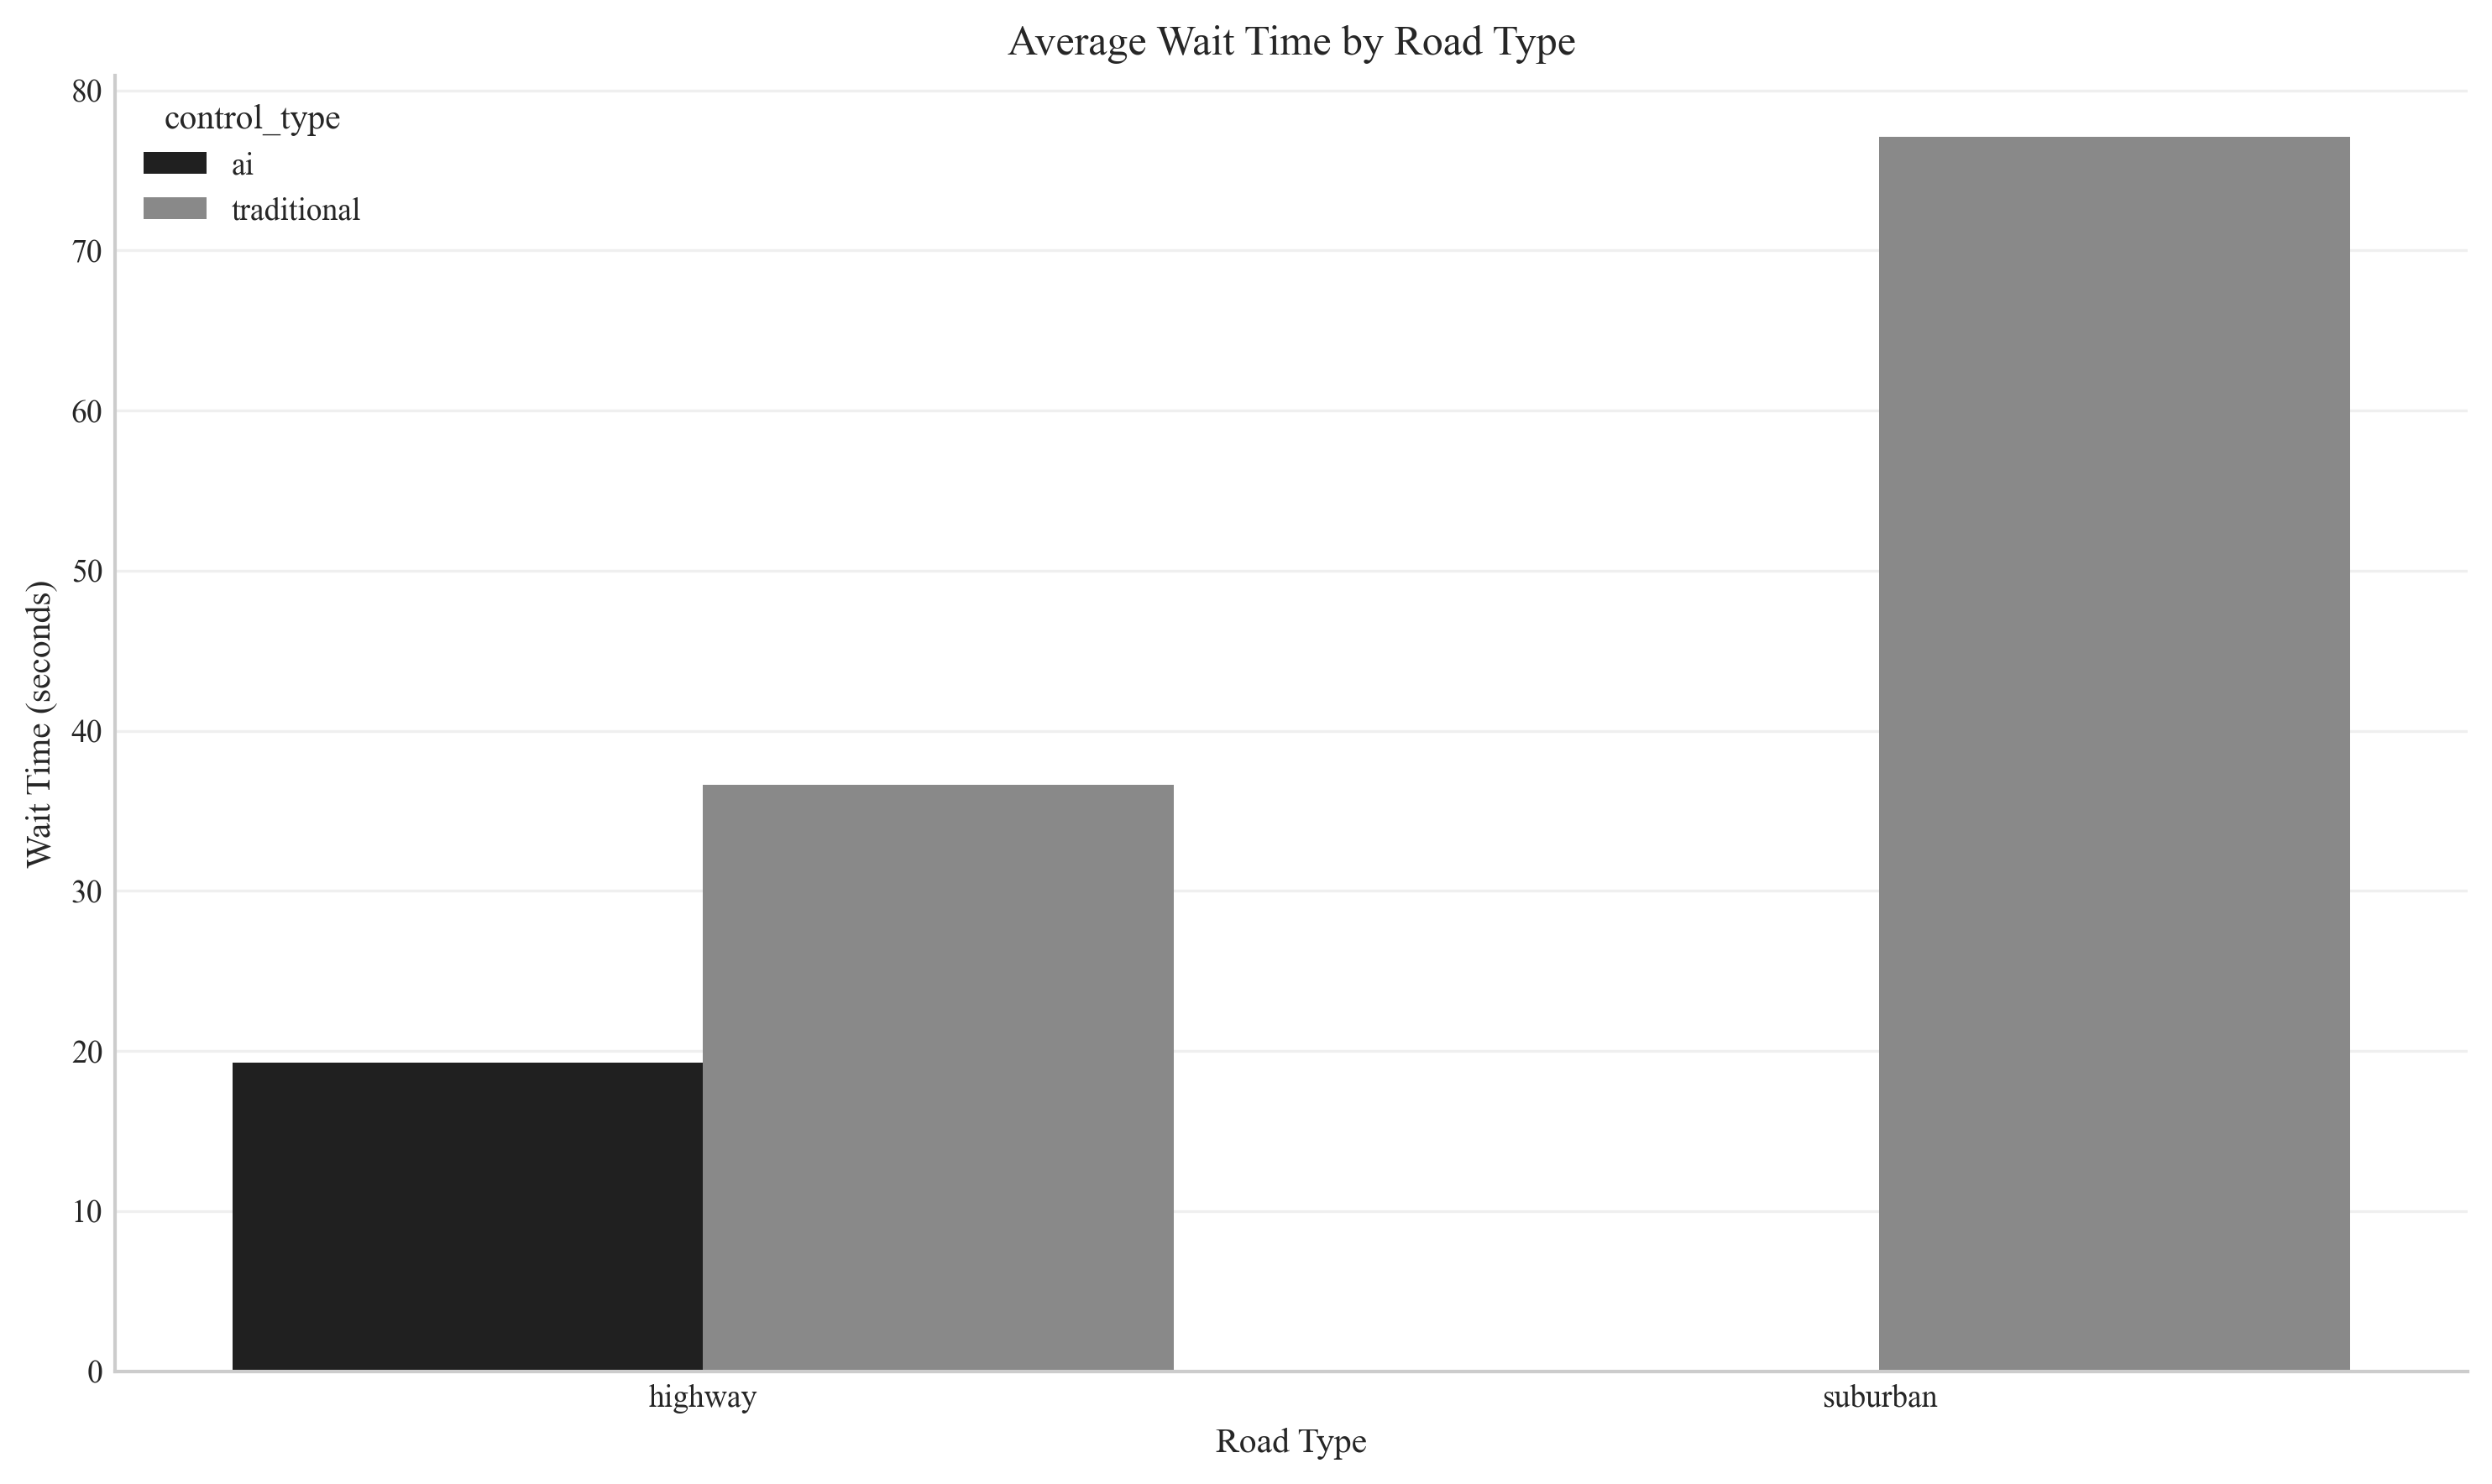 Average Wait Time by Road Type
control_type
ai
traditional
Wait Time (seconds)
80
70
60
50
40
30
20
10
0
highway suburban
Road Type